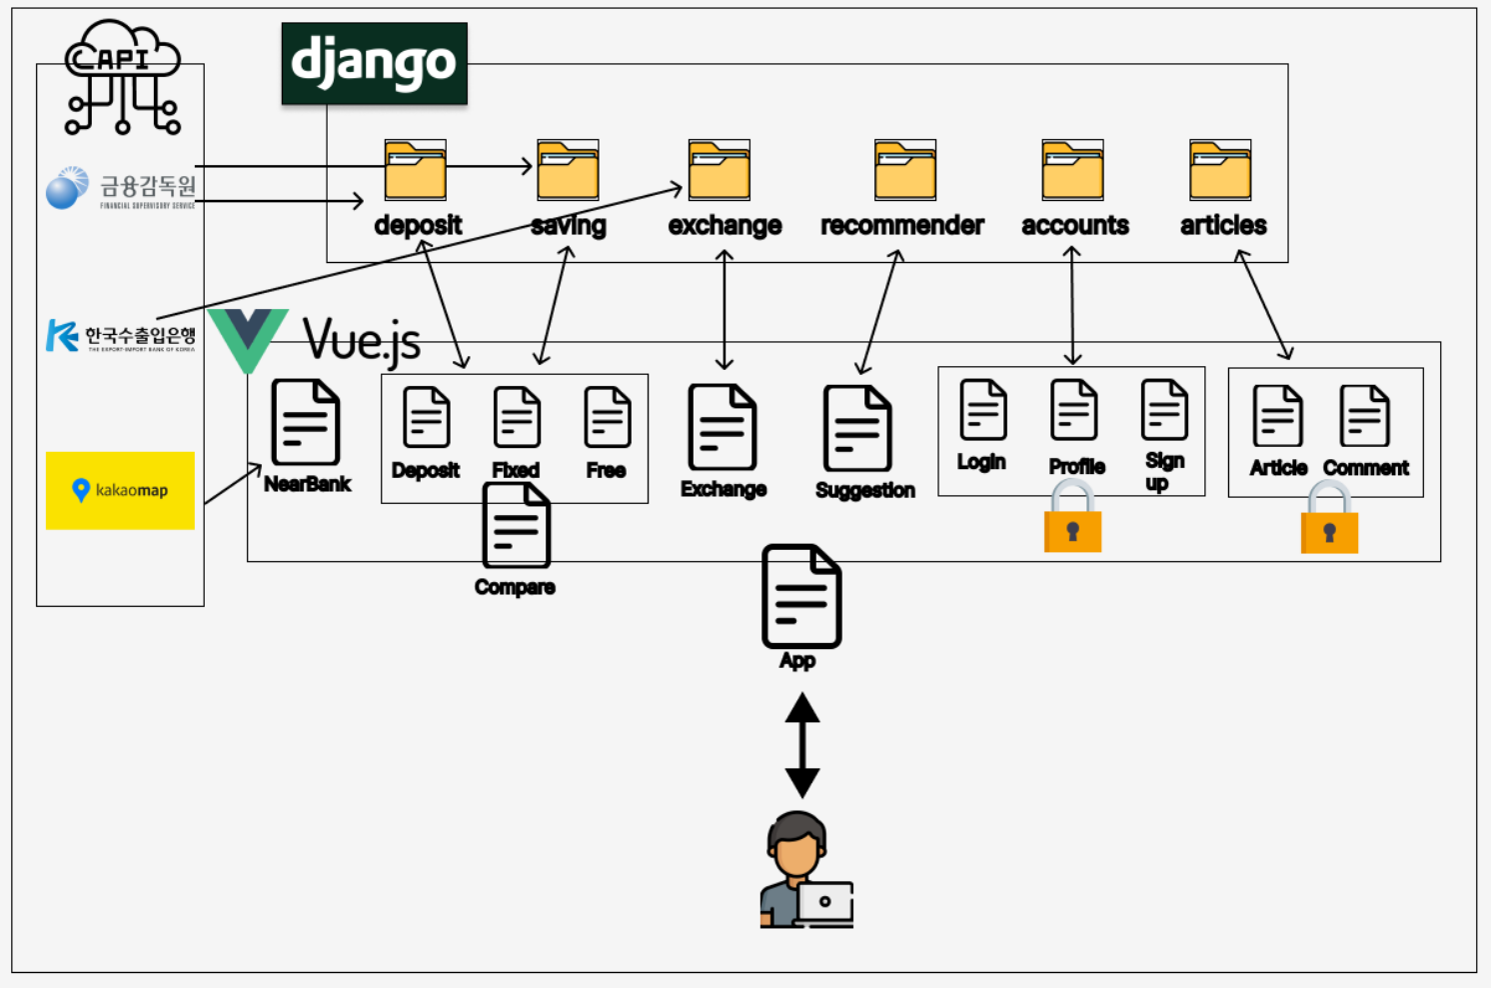 API
django
금융감독원
FINANCIAL SUPERVISORY SERVICE
deposit
saving
exchange
recommender
accounts
articles
한국수출입은행
THE EXPORT-IMPORT BANK OF KOREA
Vue.js
kakaomap
NearBank
Deposit
Fixed
Free
Compare
Exchange
Suggestion
Login
Profile
Sign
up
Article
Comment
App